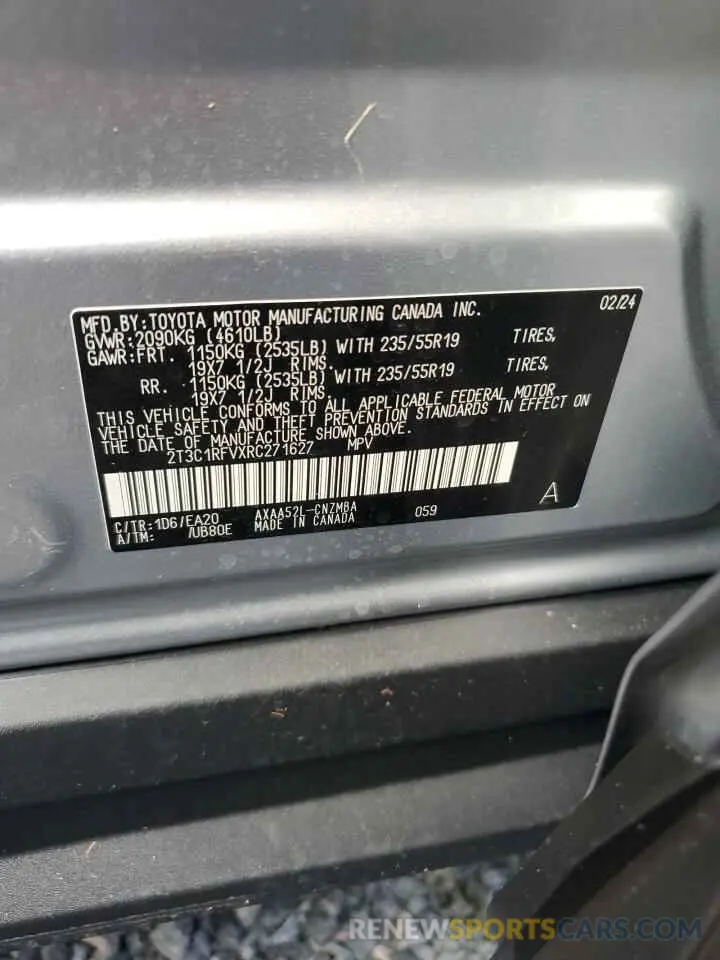 MFD.BY:TOYOTA MOTOR MANUFACTURING CANADA INC. 02/24
GVWR:2090KG (4610LB)
GAWR:FRT. 1150KG (2535LB) WITH 235/55R19 TIRES,
19X7 1/2J RIMS.
RR. 1150KG (2535LB) WITH 235/55R19 TIRES,
19X7 1/2J RIMS.
THIS VEHICLE CONFORMS TO ALL APPLICABLE FEDERAL MOTOR
VEHICLE SAFETY AND THEFT PREVENTION STANDARDS IN EFFECT ON
THE DATE OF MANUFACTURE SHOWN ABOVE.
2T3C1RFVXRC271627 MPV
C/TR:1D6/EA20 AXAA52L-CNZMBA 059 A
A/TM: /UB80E MADE IN CANADA
RENEWSPORTSCARS.COM